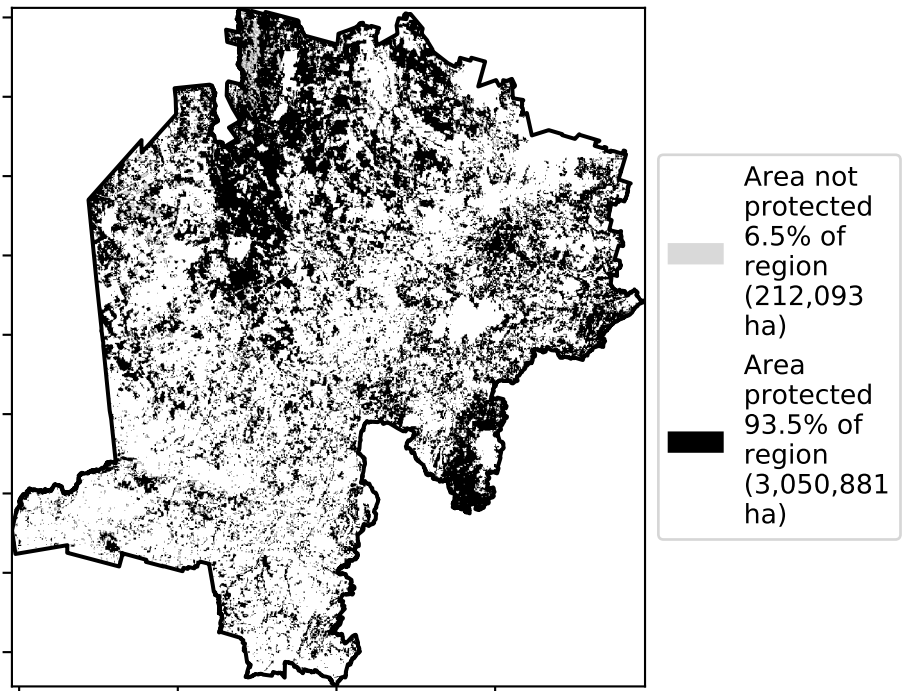 Area not
protected
6.5% of
region
(212,093
ha)
Area
protected
93.5% of
region
(3,050,881
ha)